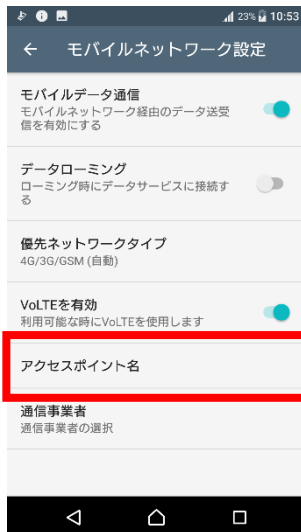 23% 10:53
← モバイルネットワーク設定
モバイルデータ通信
モバイルネットワーク経由のデータ送受
信を有効にする
データローミング
ローミング時にデータサービスに接続す
る
優先ネットワークタイプ
4G/3G/GSM (自動)
VoLTEを有効
利用可能な時にVoLTEを使用します
アクセスポイント名
通信事業者
通信事業者の選択